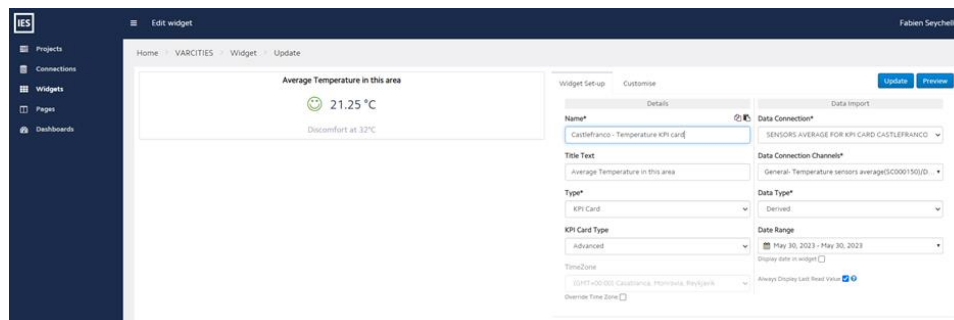 IES
Edit widget
Fabien Seychell
Projects
Connections
Widgets
Pages
Dashboards
Home VARCITIES Widget Update
Average Temperature in this area
21.25 °C
Discomfort at 32°C
Widget Set-up Customise
Update Preview
Details
Data Import
Name*
Data Connection*
Castlefranco - Temperature KPI card
SENSORS AVERAGE FOR KPI CARD CASTLEFRANCO
Title Text
Data Connection Channels*
Average Temperature in this area
General- Temperature sensors average(SC000150)/D...
Type*
Data Type*
KPI Card
Derived
KPI Card Type
Date Range
Advanced
May 30, 2023 - May 30, 2023
Display date in widget
TimeZone
Always Display Last Read Value
(GMT+00:00) Casablanca, Monrovia, Reykjavik
Override Time Zone